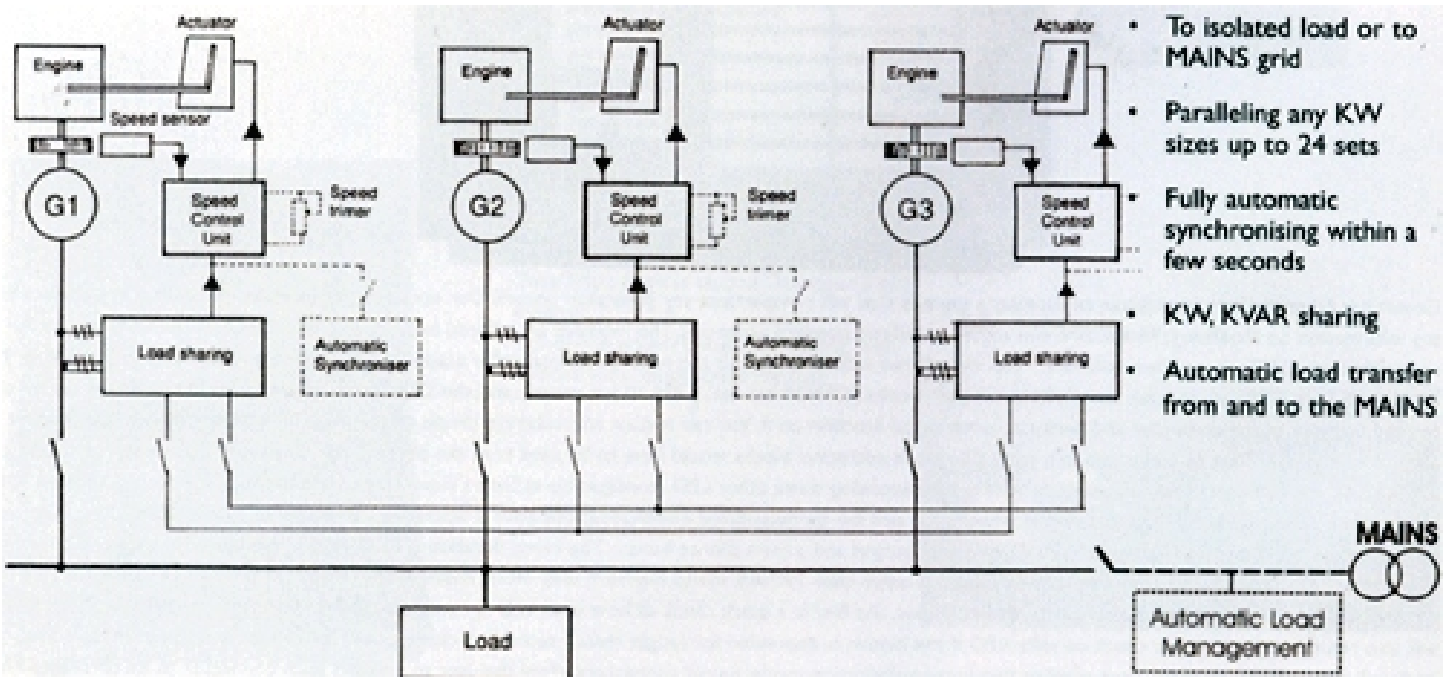 Actuator
Engine
Speed sensor
G1
Speed
Control
Unit
Speed
trimer
Load sharing
Automatic
Synchroniser
Actuator
Engine
G2
Speed
Control
Unit
Speed
trimer
Load sharing
Automatic
Synchroniser
Actuator
Engine
G3
Speed
Control
Unit
Load sharing
• To isolated load or to
MAINS grid
• Paralleling any KW
sizes up to 24 sets
• Fully automatic
synchronising within a
few seconds
• KW, KVAR sharing
• Automatic load transfer
from and to the MAINS
MAINS
Load
Automatic Load
Management